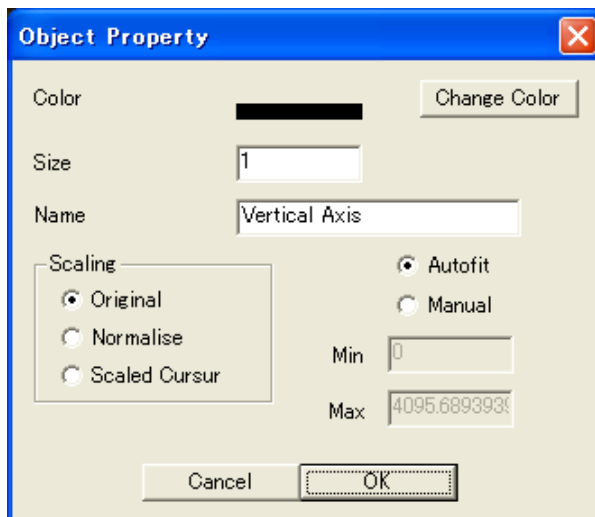 Object Property
Color
Change Color
Size
1
Name
Vertical Axis
Scaling
Original
Normalise
Scaled Cursur
Autofit
Manual
Min
0
Max
4095.6893939
Cancel
OK